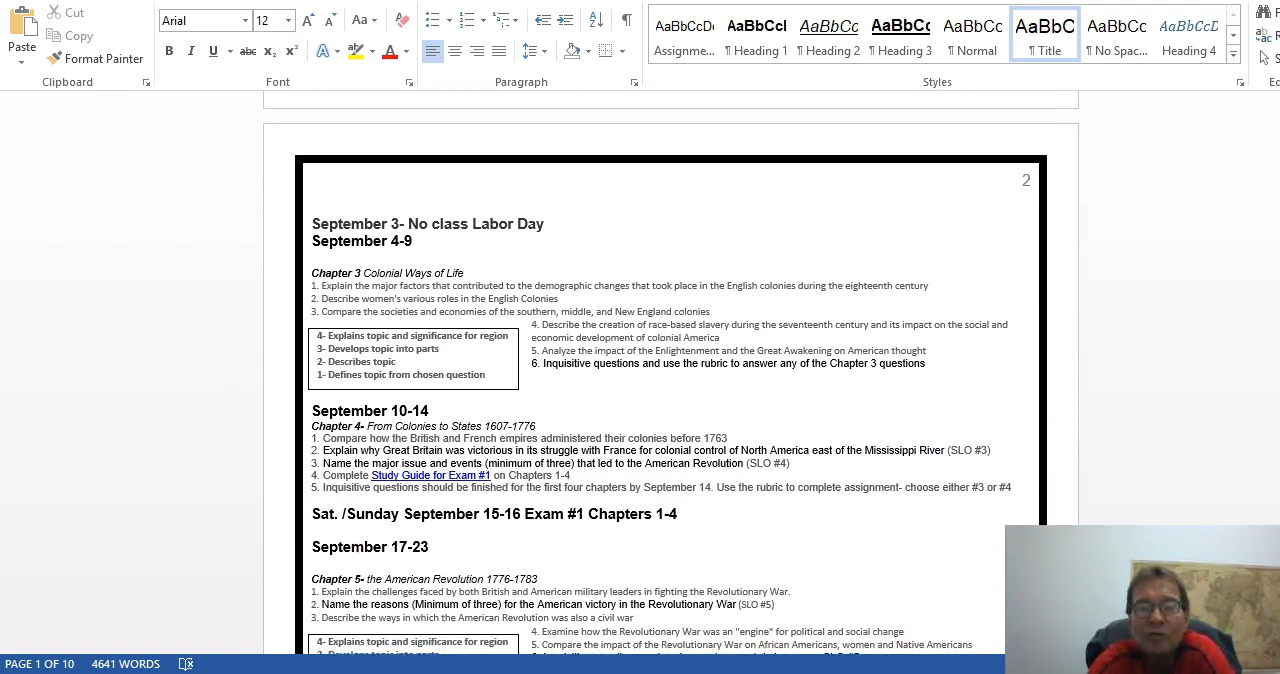 Cut
Copy
Format Painter
Paste
Clipboard
Arial
12
Aa
B I U abc x₂ x²
A A
Font
Paragraph
AaBbCcDc AaBbCcI AaBbCc AaBbCc AaBbCc AaBbC AaBbCc AaBbCcD
Assignme... ¶ Heading 1 ¶ Heading 2 ¶ Heading 3 ¶ Normal ¶ Title ¶ No Spac... Heading 4
Styles
2
September 3- No class Labor Day
September 4-9
Chapter 3 Colonial Ways of Life
1. Explain the major factors that contributed to the demographic changes that took place in the English colonies during the eighteenth century
2. Describe women's various roles in the English Colonies
3. Compare the societies and economies of the southern, middle, and New England colonies
4- Explains topic and significance for region
3- Develops topic into parts
2- Describes topic
1- Defines topic from chosen question
4. Describe the creation of race-based slavery during the seventeenth century and its impact on the social and
economic development of colonial America
5. Analyze the impact of the Enlightenment and the Great Awakening on American thought
6. Inquisitive questions and use the rubric to answer any of the Chapter 3 questions
September 10-14
Chapter 4- From Colonies to States 1607-1776
1. Compare how the British and French empires administered their colonies before 1763
2. Explain why Great Britain was victorious in its struggle with France for colonial control of North America east of the Mississippi River (SLO #3)
3. Name the major issue and events (minimum of three) that led to the American Revolution (SLO #4)
4. Complete Study Guide for Exam #1 on Chapters 1-4
5. Inquisitive questions should be finished for the first four chapters by September 14. Use the rubric to complete assignment- choose either #3 or #4
Sat. /Sunday September 15-16 Exam #1 Chapters 1-4
September 17-23
Chapter 5- the American Revolution 1776-1783
1. Explain the challenges faced by both British and American military leaders in fighting the Revolutionary War.
2. Name the reasons (Minimum of three) for the American victory in the Revolutionary War (SLO #5)
3. Describe the ways in which the American Revolution was also a civil war
4- Explains topic and significance for region
4. Examine how the Revolutionary War was an "engine" for political and social change
5. Compare the impact of the Revolutionary War on African Americans, women and Native Americans
PAGE 1 OF 10 4641 WORDS